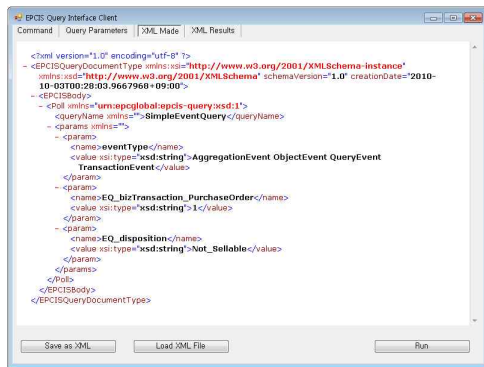 EPCIS Query Interface Client
Command Query Parameters XML Made XML Results
<?xml version="1.0" encoding="utf-8" ?>
- <EPCISQueryDocumentType xmlns:xsi="http://www.w3.org/2001/XMLSchema-instance"
xmlns:xsd="http://www.w3.org/2001/XMLSchema" schemaVersion="1.0" creationDate="2010-
10-03T00:28:03.9667968+09:00">
- <EPCISBody>
- <Poll xmlns="urn:epcglobal:epcis-query:xsd:1">
<queryName xmlns="">SimpleEventQuery</queryName>
- <params xmlns="">
- <param>
<name>eventType</name>
<value xsi:type="xsd:string">AggregationEvent ObjectEvent QueryEvent
TransactionEvent</value>
</param>
- <param>
<name>EQ_bizTransaction_PurchaseOrder</name>
<value xsi:type="xsd:string">1</value>
</param>
- <param>
<name>EQ_disposition</name>
<value xsi:type="xsd:string">Not_Sellable</value>
</param>
</params>
</Poll>
</EPCISBody>
</EPCISQueryDocumentType>
Save as XML Load XML File Run